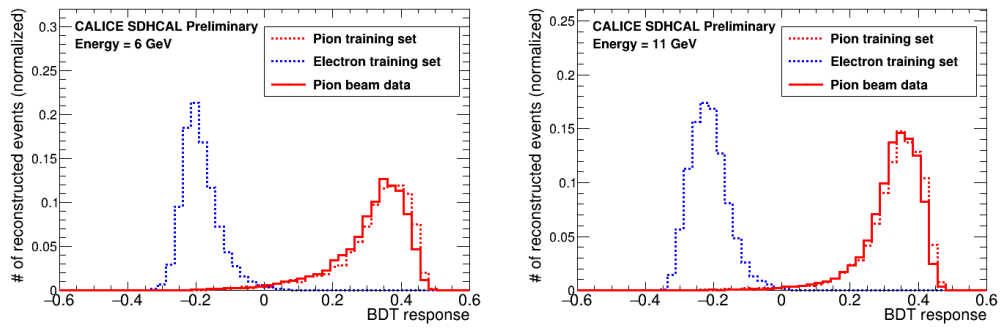 CALICE SDHCAL Preliminary
Energy = 6 GeV
Pion training set
Electron training set
Pion beam data
# of reconstructed events (normalized)
0.3
0.25
0.2
0.15
0.1
0.05
0
−0.6 −0.4 −0.2 0 0.2 0.4 0.6
BDT response
CALICE SDHCAL Preliminary
Energy = 11 GeV
Pion training set
Electron training set
Pion beam data
# of reconstructed events (normalized)
0.25
0.2
0.15
0.1
0.05
0
−0.6 −0.4 −0.2 0 0.2 0.4 0.6
BDT response